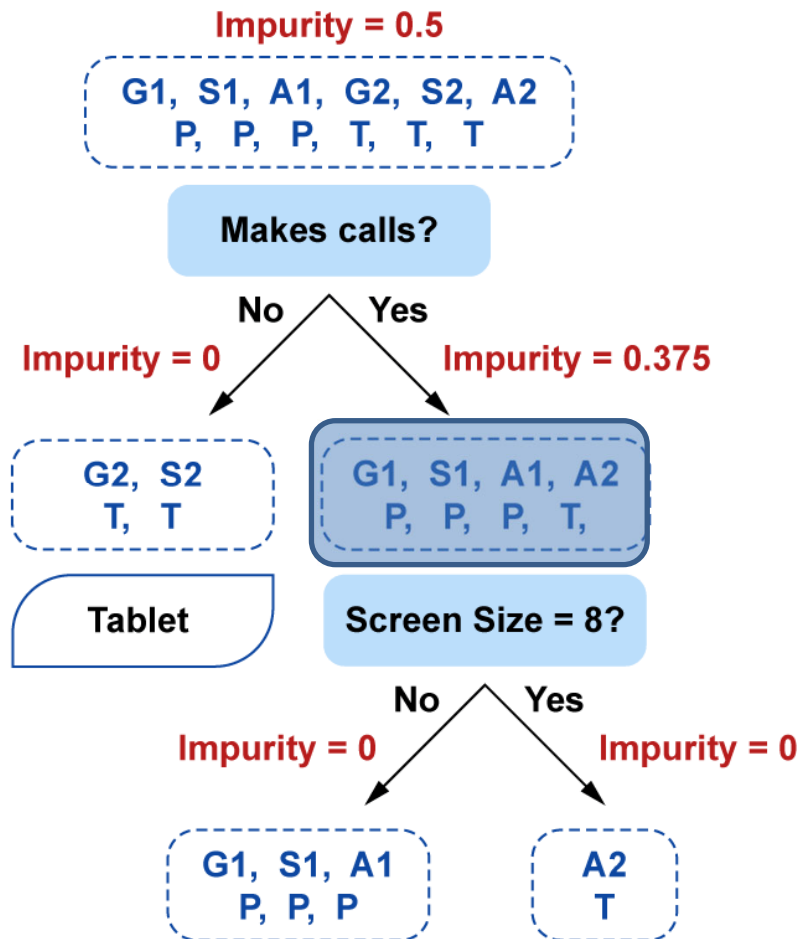 Impurity = 0.5
G1, S1, A1, G2, S2, A2
P, P, P, T, T, T
Makes calls?
No Yes
Impurity = 0 Impurity = 0.375
G2, S2
T, T
G1, S1, A1, A2
P, P, P, T,
Tablet
Screen Size = 8?
No Yes
Impurity = 0 Impurity = 0
G1, S1, A1
P, P, P
A2
T